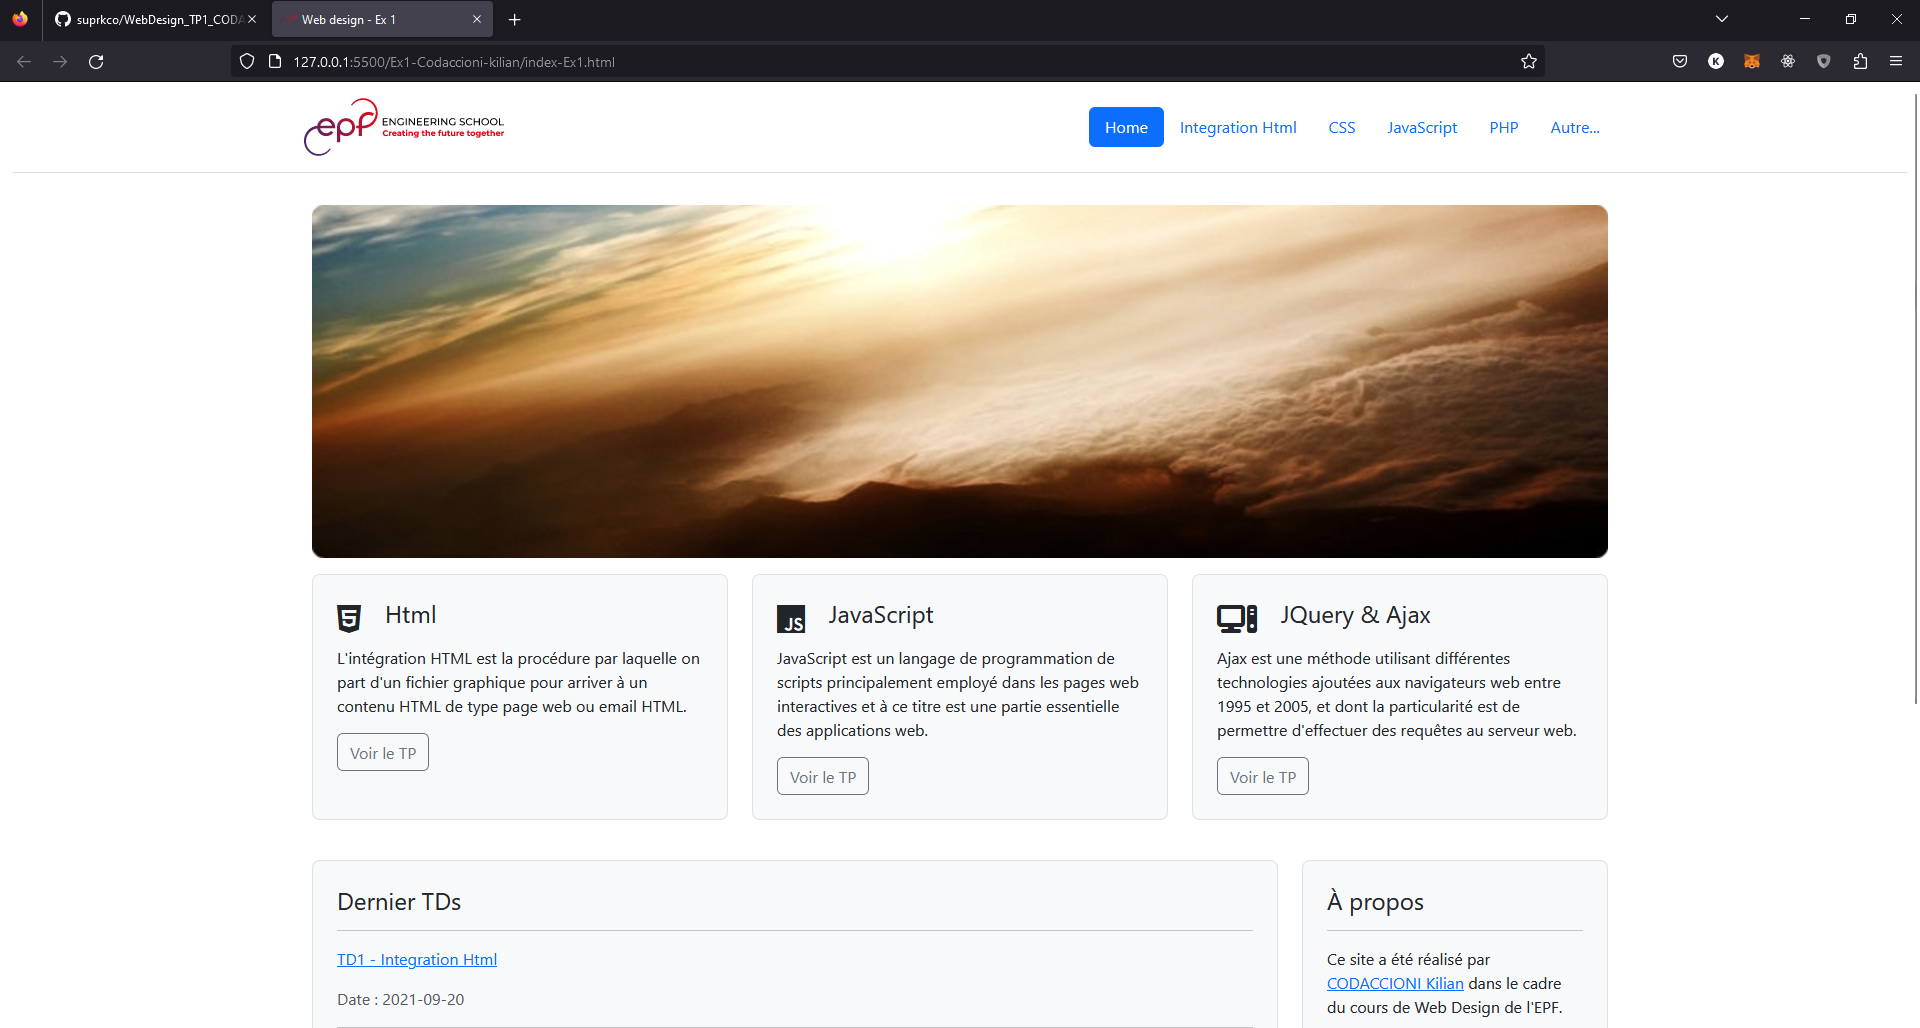 suprkco/WebDesign_TP1_CODA
Web design - Ex 1
127.0.0.1:5500/Ex1-Codaccioni-kilian/index-Ex1.html
K
epf ENGINEERING SCHOOL
Creating the future together
Home Integration Html CSS JavaScript PHP Autre...
5 Html
L'intégration HTML est la procédure par laquelle on
part d'un fichier graphique pour arriver à un
contenu HTML de type page web ou email HTML.
Voir le TP
JS JavaScript
JavaScript est un langage de programmation de
scripts principalement employé dans les pages web
interactives et à ce titre est une partie essentielle
des applications web.
Voir le TP
JQuery & Ajax
Ajax est une méthode utilisant différentes
technologies ajoutées aux navigateurs web entre
1995 et 2005, et dont la particularité est de
permettre d'effectuer des requêtes au serveur web.
Voir le TP
Dernier TDs
TD1 - Integration Html
Date : 2021-09-20
À propos
Ce site a été réalisé par
CODACCIONI Kilian dans le cadre
du cours de Web Design de l'EPF.